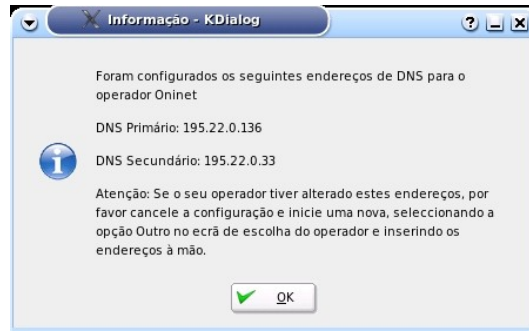 Informação - KDialog
Foram configurados os seguintes endereços de DNS para o
operador Oninet
DNS Primário: 195.22.0.136
DNS Secundário: 195.22.0.33
Atenção: Se o seu operador tiver alterado estes endereços, por
favor cancele a configuração e inicie uma nova, seleccionando a
opção Outro no ecrã de escolha do operador e inserindo os
endereços à mão.
OK